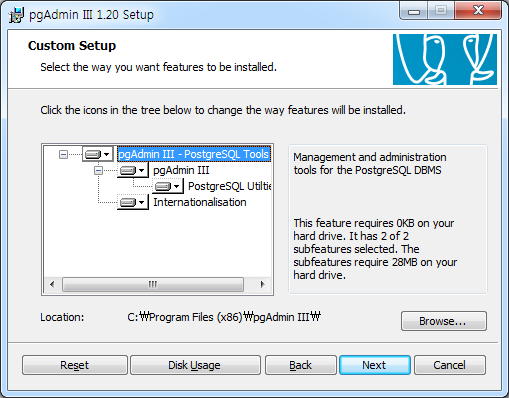 pgAdmin III 1.20 Setup
Custom Setup
Select the way you want features to be installed.
Click the icons in the tree below to change the way features will be installed.
pgAdmin III - PostgreSQL Tools
pgAdmin III
PostgreSQL Utilitie
Internationalisation
Management and administration
tools for the PostgreSQL DBMS
This feature requires 0KB on your
hard drive. It has 2 of 2
subfeatures selected. The
subfeatures require 28MB on your
hard drive.
Location:
C:₩Program Files (x86)₩pgAdmin III₩
Browse...
Reset
Disk Usage
Back
Next
Cancel